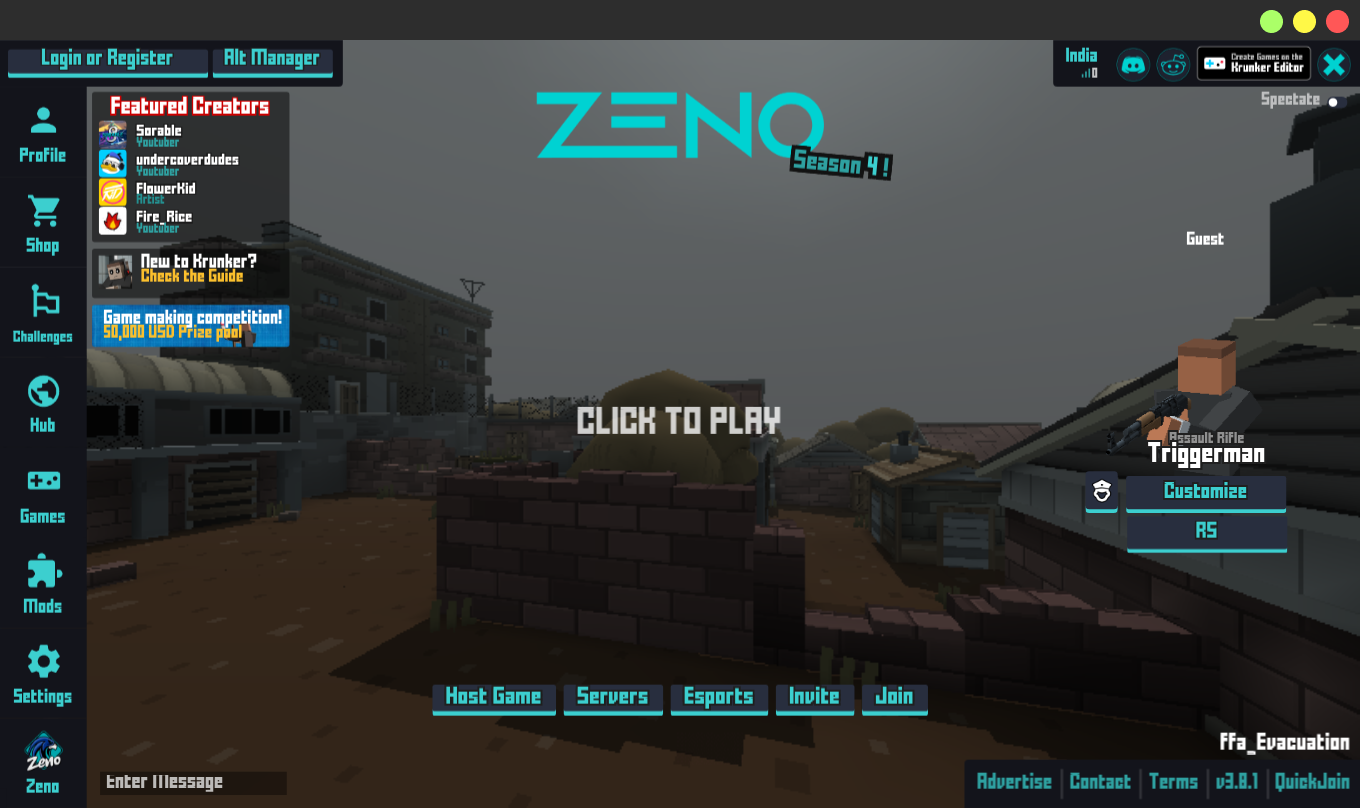 Login or Register
Alt Manager
India
0
Create Games on the
Krunker Editor
Spectate
Profile
Shop
Challenges
Hub
Games
Mods
Settings
Zeno
Zeno
Featured Creators
Sorable
Youtuber
undercoverdudes
Youtuber
FlowerKid
Artist
Fire_Rice
Youtuber
New to Krunker?
Check the Guide
Game making competition!
50,000 USD Prize pool
ZENO
Season 4!
CLICK TO PLAY
Guest
Assault Rifle
Triggerman
Customize
RS
Host Game
Servers
Esports
Invite
Join
Enter Message
Ffa_Evacuation
Advertise
Contact
Terms
v3.8.1
QuickJoin